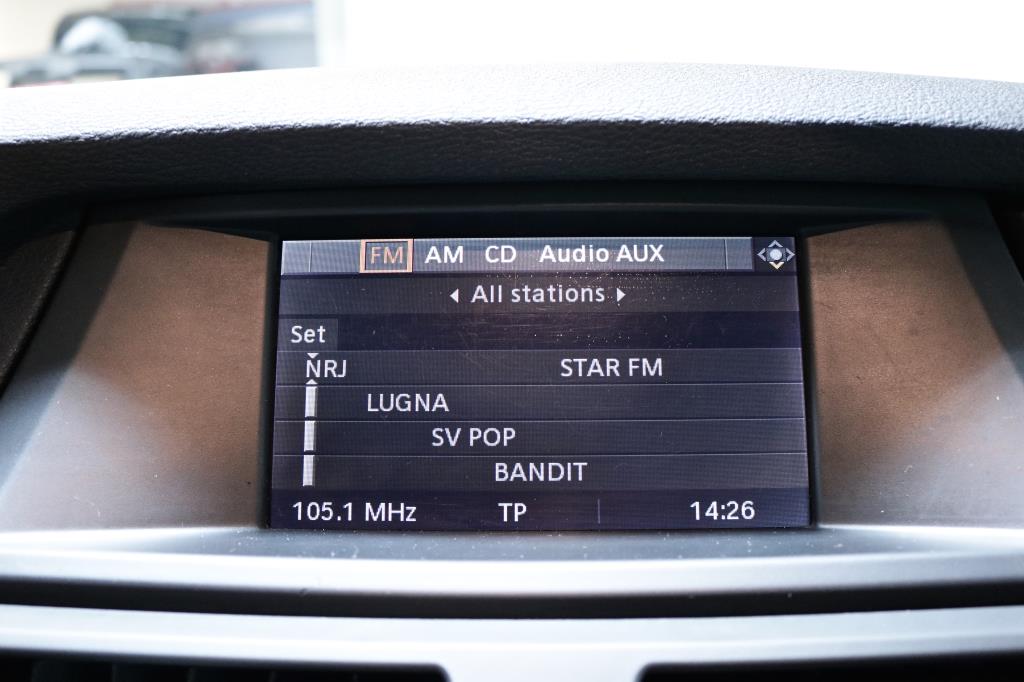 FM AM CD Audio AUX
All stations
Set
NRJ STAR FM
LUGNA
SV POP
BANDIT
105.1 MHz TP 14:26